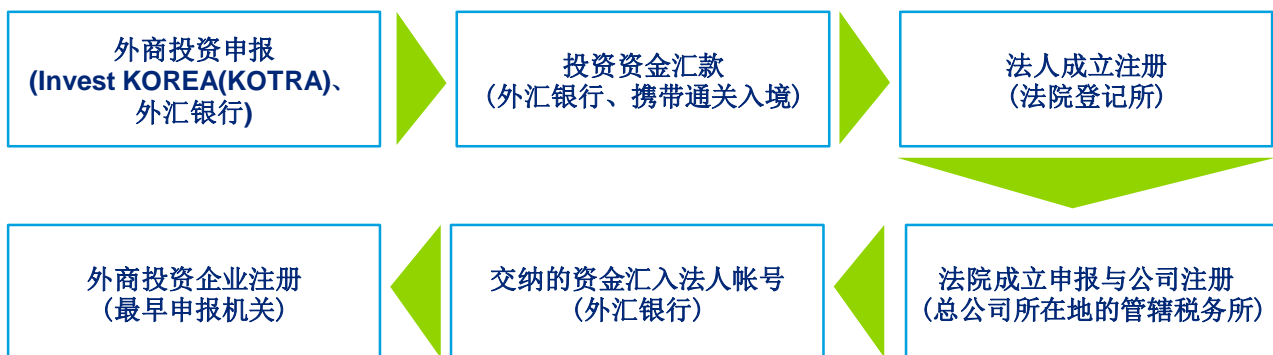 外商投资申报
(Invest KOREA(KOTRA)、
外汇银行)
投资资金汇款
(外汇银行、携带通关入境)
法人成立注册
(法院登记所)
法院成立申报与公司注册
(总公司所在地的管辖税务所)
交纳的资金汇入法人帐号
(外汇银行)
外商投资企业注册
(最早申报机关)